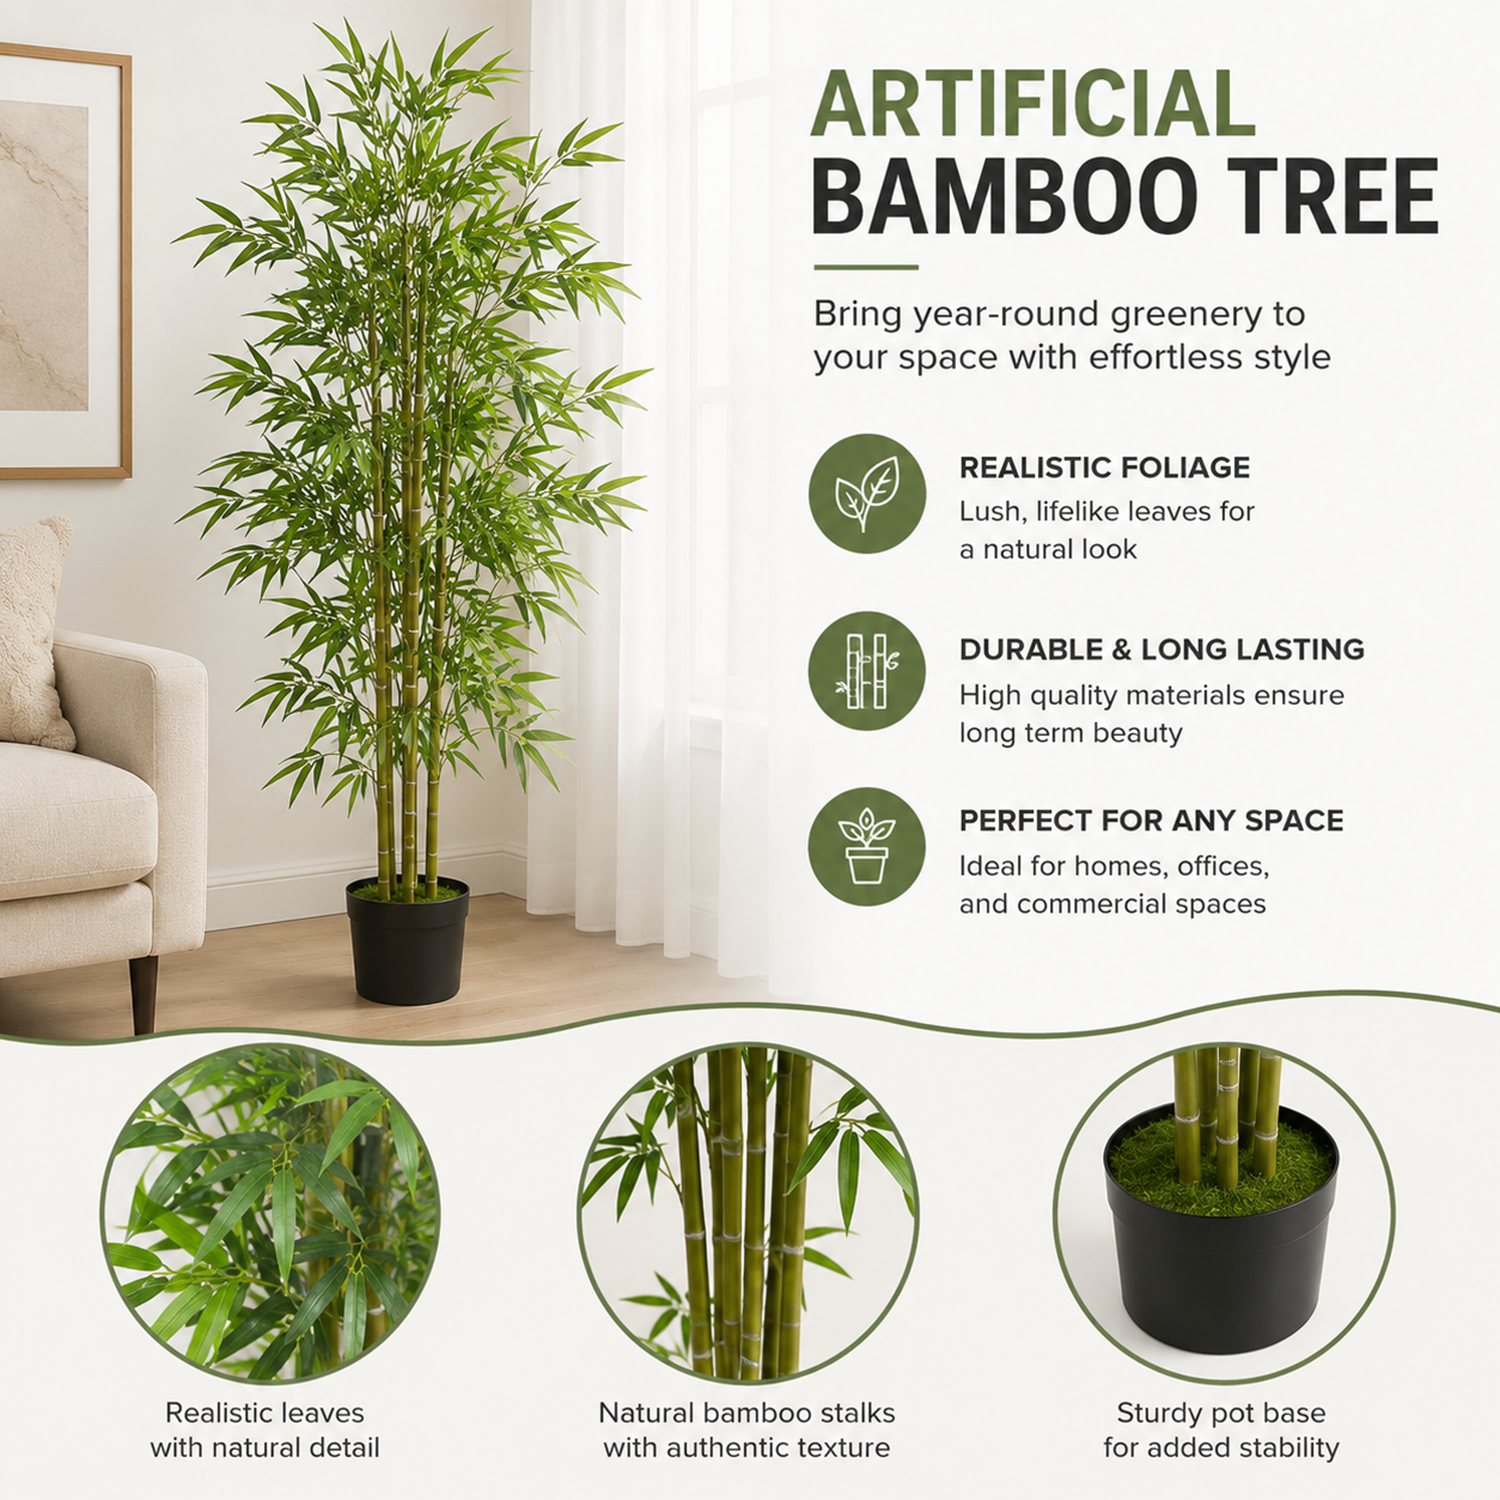 ARTIFICIAL
BAMBOO TREE
Bring year-round greenery to
your space with effortless style
REALISTIC FOLIAGE
Lush, lifelike leaves for
a natural look
DURABLE & LONG LASTING
High quality materials ensure
long term beauty
PERFECT FOR ANY SPACE
Ideal for homes, offices,
and commercial spaces
Realistic leaves
with natural detail
Natural bamboo stalks
with authentic texture
Sturdy pot base
for added stability